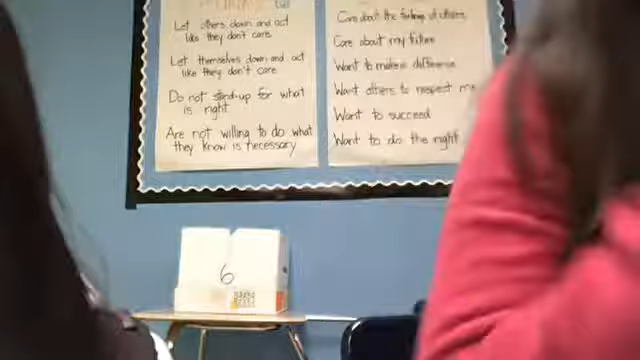 Let others down and act
like they don't care
Let themselves down and act
like they don't care
Do not stand-up for what
is right
Are not willing to do what
they know is necessary
Care about the feelings of others
Care about my future
Want to make a difference
Want others to respect me
Want to succeed
Want to do the right
6